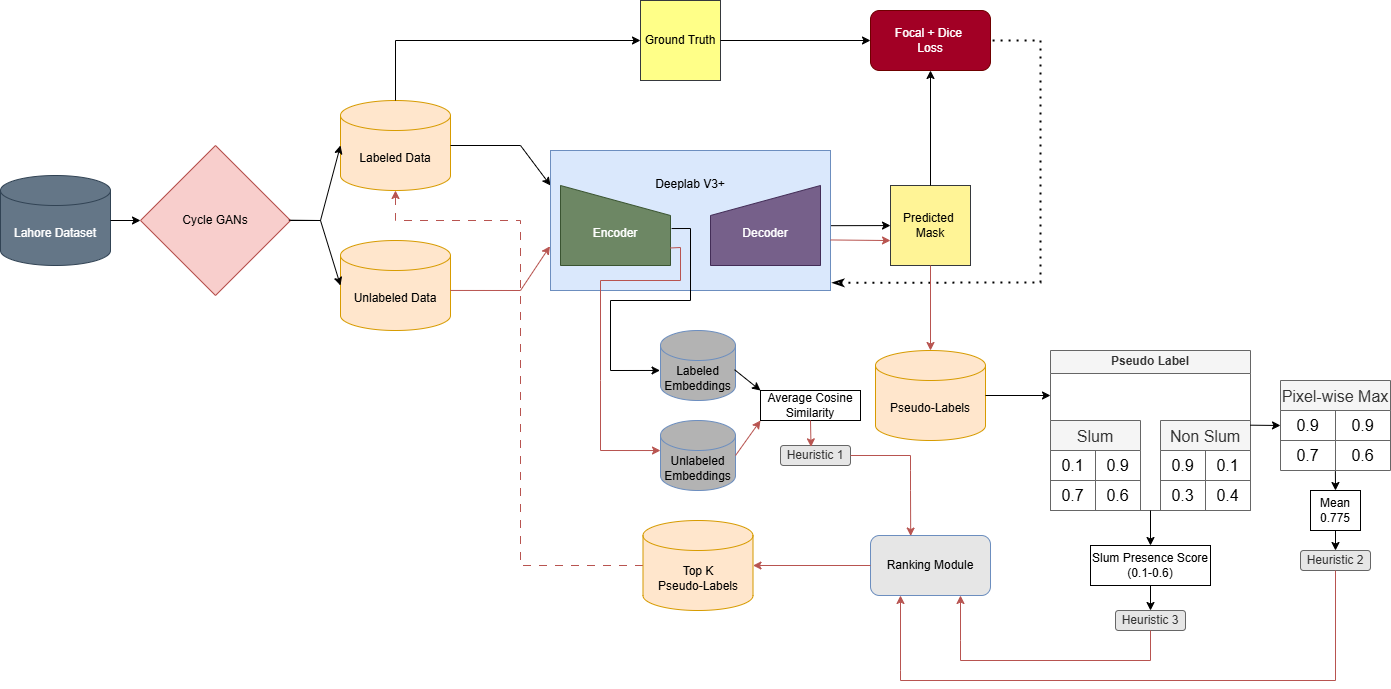 Ground Truth
Focal + Dice
Loss
Labeled Data
Deeplab V3+
Lahore Dataset
Cycle GANs
Encoder
Decoder
Predicted
Mask
Unlabeled Data
Labeled
Embeddings
Average Cosine
Similarity
Pseudo-Labels
Pseudo Label
Pixel-wise Max
0.9 0.9
0.7 0.6
Slum
Non Slum
0.1 0.9
0.7 0.6
0.9 0.1
0.3 0.4
Unlabeled
Embeddings
Heuristic 1
Mean
0.775
Heuristic 2
Top K
Pseudo-Labels
Ranking Module
Slum Presence Score
(0.1-0.6)
Heuristic 3